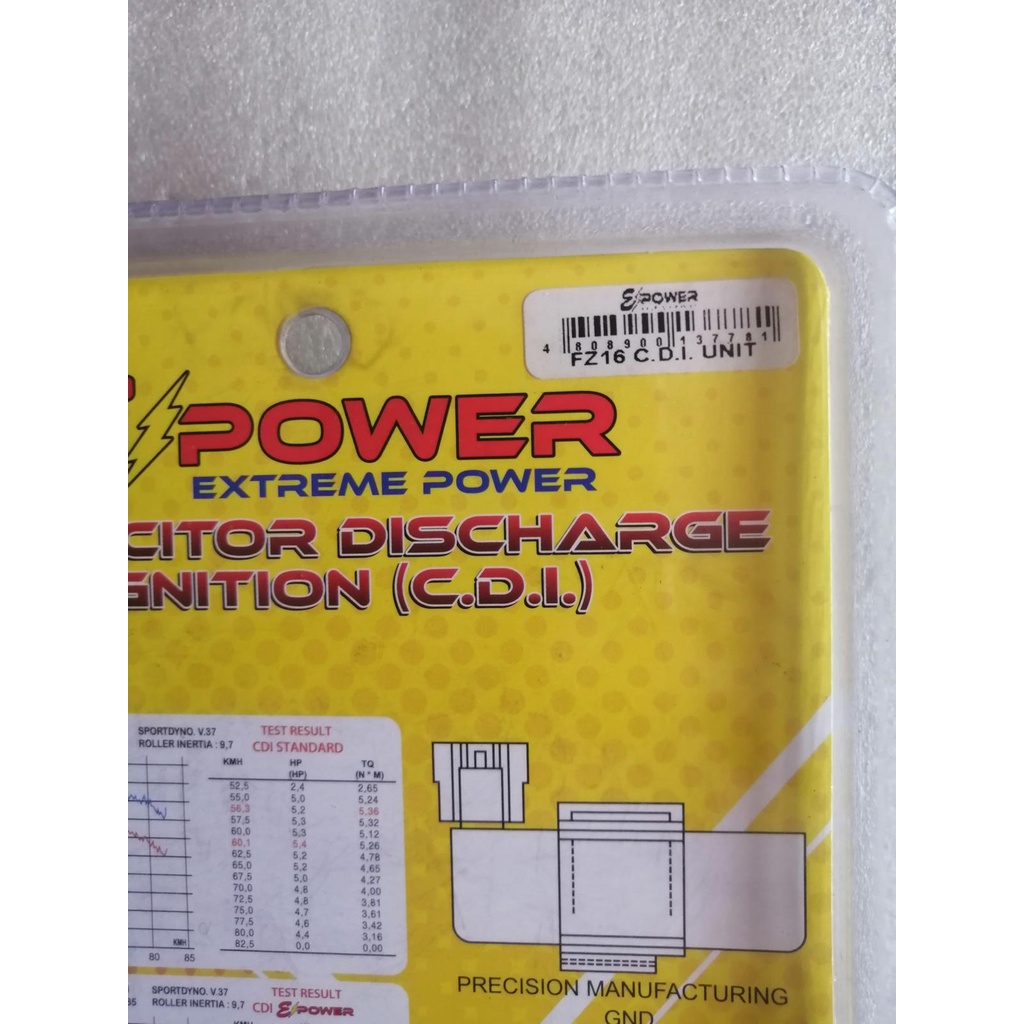 E POWER
4 808900 137781
FZ16 C.D.I. UNIT
POWER
EXTREME POWER
CITOR DISCHARGE
GNITION (C.D.I.)
SPORTDYNO. V.37
ROLLER INERTIA : 9,7
TEST RESULT
CDI STANDARD
KMH HP TQ
(HP) (N * M)
52,5 2,4 2,65
55,0 5,0 5,24
56,3 5,2 5,36
57,5 5,3 5,32
60,0 5,3 5,12
60,1 5,4 5,26
62,5 5,2 4,78
65,0 5,2 4,65
67,5 5,0 4,27
70,0 4,8 4,00
72,5 4,8 3,81
75,0 4,7 3,61
77,5 4,6 3,42
80,0 4,4 3,16
82,5 0,0 0,00
KMH
80 85
PRECISION MANUFACTURING
GND
SPORTDYNO. V.37
ROLLER INERTIA : 9,7
TEST RESULT
CDI E POWER